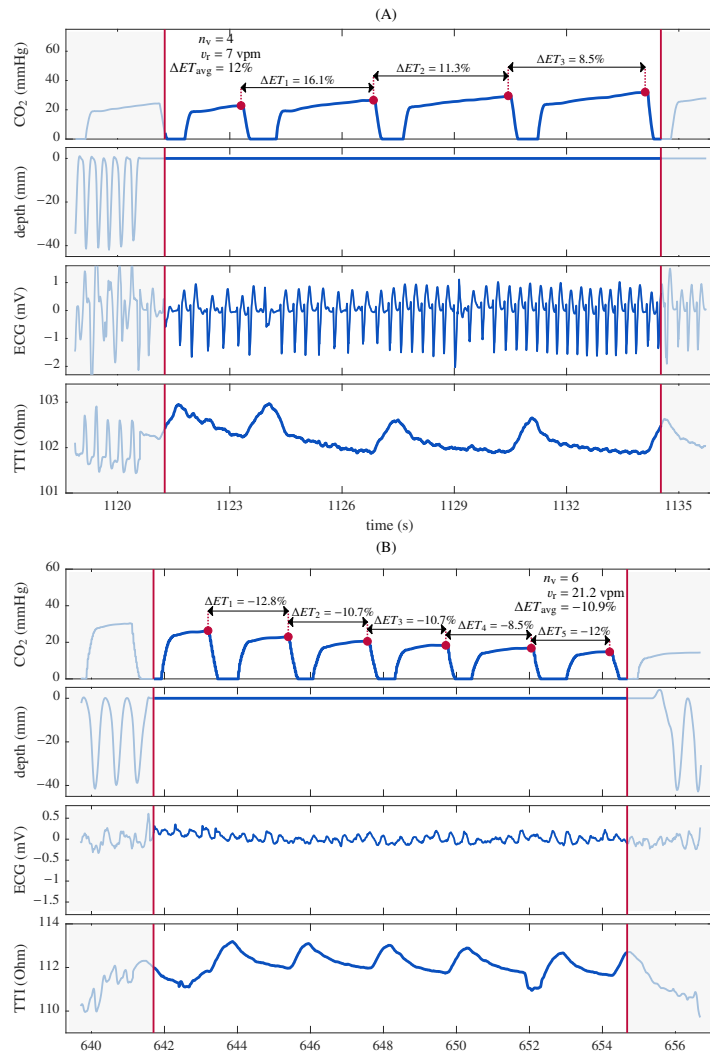 (A)
n_v = 4
v_r = 7 vpm
ΔET_avg = 12%
ΔET_1 = 16.1%
ΔET_2 = 11.3%
ΔET_3 = 8.5%
CO_2 (mmHg)
60
40
20
0
depth (mm)
0
−20
−40
ECG (mV)
1
0
−1
−2
TTI (Ohm)
103
102
101
1120 1123 1126 1129 1132 1135
time (s)
(B)
n_v = 6
v_r = 21.2 vpm
ΔET_avg = −10.9%
ΔET_1 = −12.8%
ΔET_2 = −10.7%
ΔET_3 = −10.7%
ΔET_4 = −8.5%
ΔET_5 = −12%
CO_2 (mmHg)
60
40
20
0
depth (mm)
0
−20
−40
ECG (mV)
0.5
0
−0.5
−1
−1.5
TTI (Ohm)
114
112
110
640 642 644 646 648 650 652 654 656